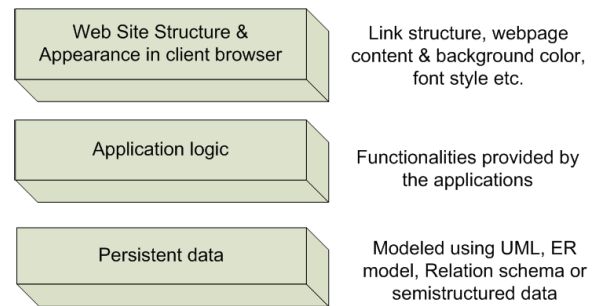 Web Site Structure &
Appearance in client browser
Link structure, webpage
content & background color,
font style etc.
Application logic
Functionalities provided by
the applications
Persistent data
Modeled using UML, ER
model, Relation schema or
semistructured data